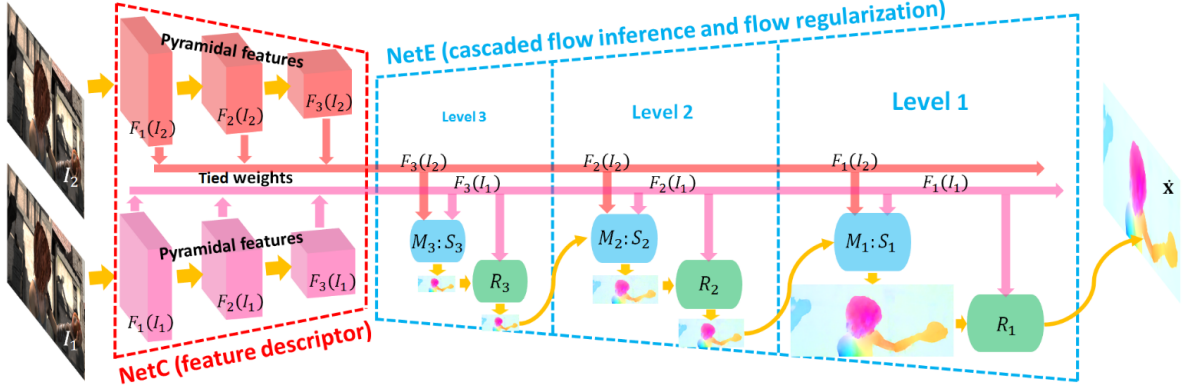 NetE (cascaded flow inference and flow regularization)
Pyramidal features
F₁(I₂)
F₂(I₂)
F₃(I₂)
I₂
Level 3
Level 2
Level 1
F₃(I₂)
F₂(I₂)
F₁(I₂)
Tied weights
F₃(I₁)
F₂(I₁)
F₁(I₁)
ẋ
Pyramidal features
F₁(I₁)
F₂(I₁)
F₃(I₁)
I₁
M₃: S₃
M₂: S₂
M₁: S₁
R₃
R₂
R₁
NetC (feature descriptor)